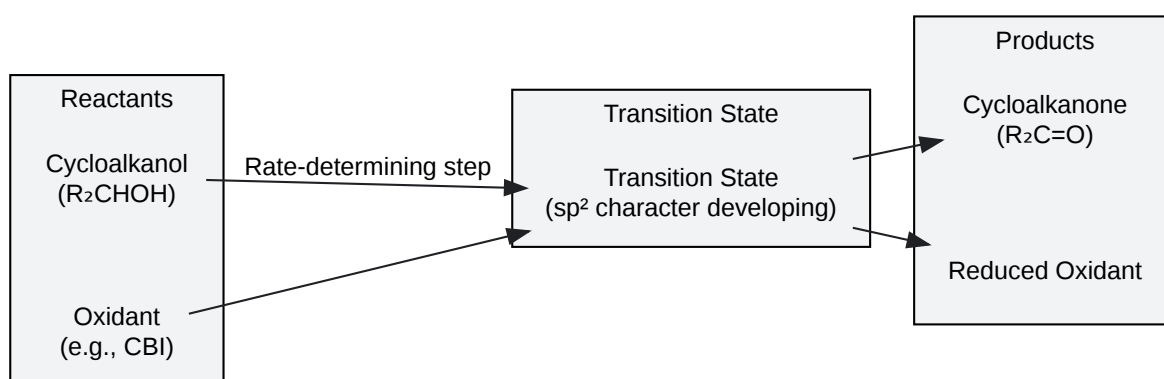 Reactants
Cycloalkanol
(R₂CHOH)
Oxidant
(e.g., CBI)
Rate-determining step
Transition State
Transition State
(sp² character developing)
Products
Cycloalkanone
(R₂C=O)
Reduced Oxidant